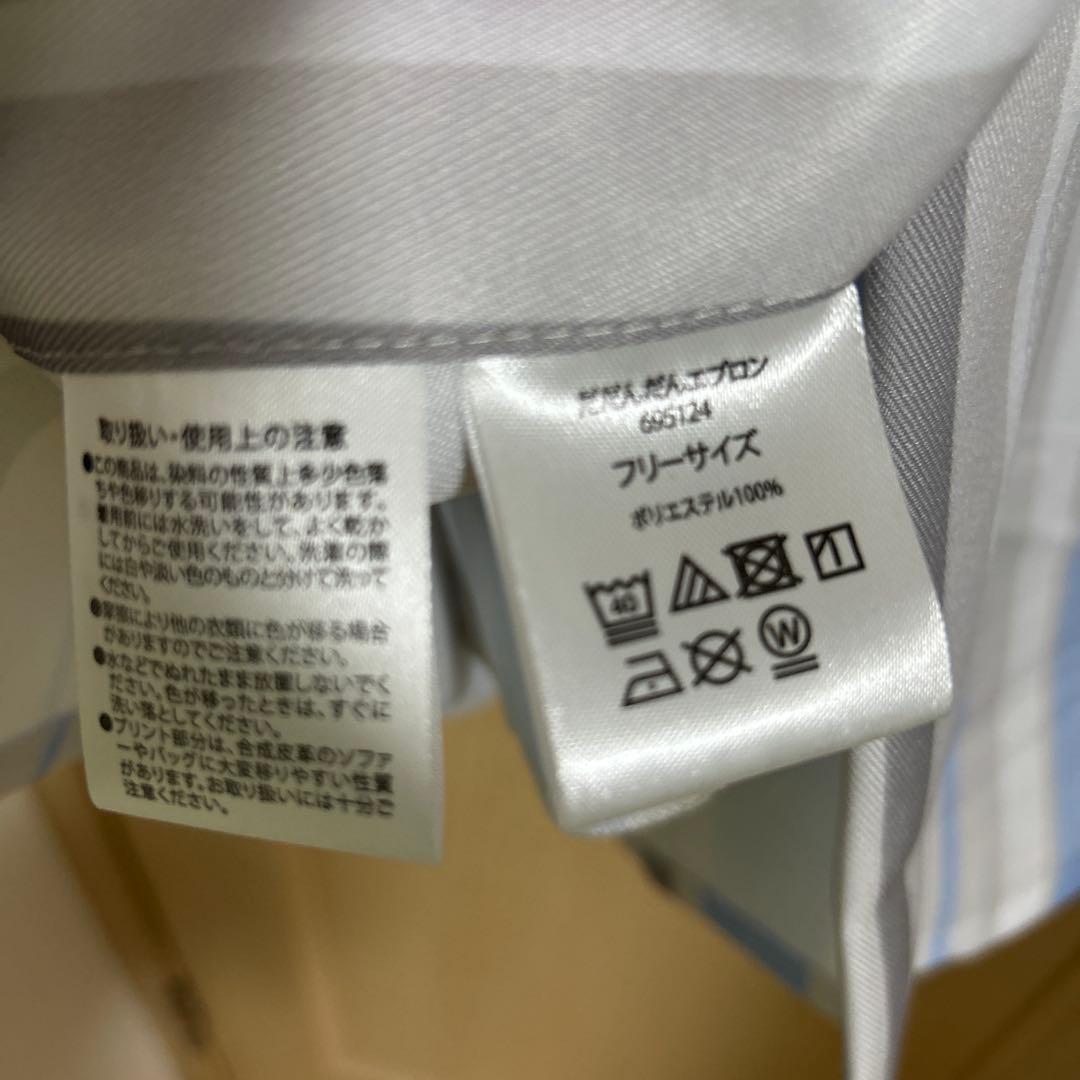 取り扱い・使用上の注意
●この商品は、染料の性質上多少色落
ちや色移りする可能性があります。
着用前には水洗いをして、よく乾か
してからご使用ください。洗濯の際
には白や淡い色のものと分けて洗って
ください。
●摩擦により他の衣類に色が移る場合
がありますのでご注意ください。
●水などでぬれたまま放置しないでく
ださい。色が移ったときは、すぐに
洗い落としてください。
●プリント部分は、合成皮革のソファ
ーやバッグに大変移りやすい性質
があります。お取り扱いには十分ご
注意ください。
だだんだん エプロン
695124
フリーサイズ
ポリエステル100%
40
W